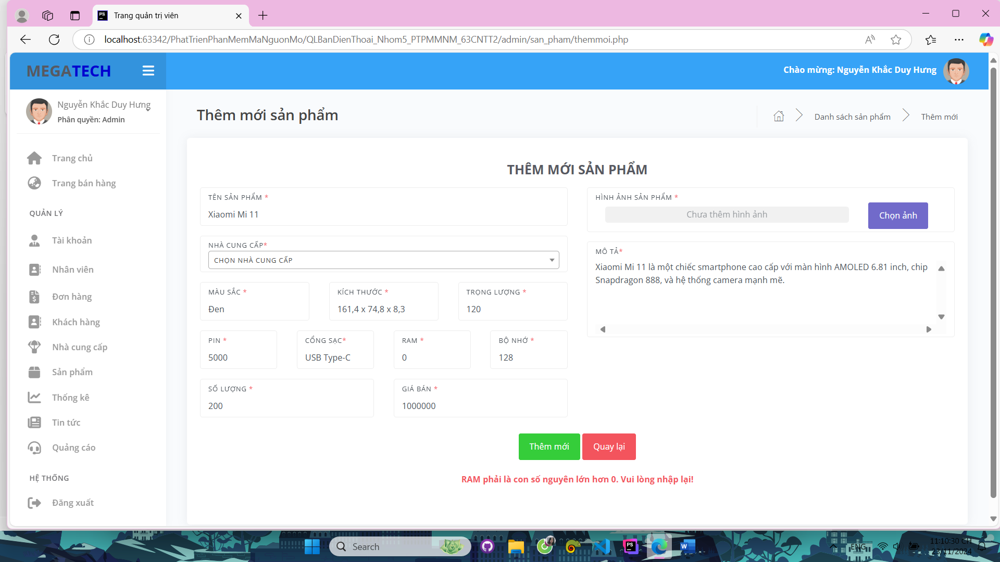 Trang quản trị viên
localhost:63342/PhatTrienPhanMemMaNguonMo/QLBanDienThoai_Nhom5_PTPMMNM_63CNTT2/admin/san_pham/themmoi.php
MEGATECH
Chào mừng: Nguyễn Khắc Duy Hưng
Nguyễn Khắc Duy Hưng
Phân quyền: Admin
Trang chủ
Trang bán hàng
QUẢN LÝ
Tài khoản
Nhân viên
Đơn hàng
Khách hàng
Nhà cung cấp
Sản phẩm
Thống kê
Tin tức
Quảng cáo
HỆ THỐNG
Đăng xuất
Thêm mới sản phẩm
Danh sách sản phẩm
Thêm mới
THÊM MỚI SẢN PHẨM
TÊN SẢN PHẨM *
Xiaomi Mi 11
NHÀ CUNG CẤP*
CHỌN NHÀ CUNG CẤP
MÀU SẮC *
Đen
KÍCH THƯỚC *
161,4 x 74,8 x 8,3
TRỌNG LƯỢNG *
120
PIN *
5000
CỔNG SẠC*
USB Type-C
RAM *
0
BỘ NHỚ *
128
SỐ LƯỢNG *
200
GIÁ BÁN *
1000000
HÌNH ẢNH SẢN PHẨM *
Chưa thêm hình ảnh
Chọn ảnh
MÔ TẢ*
Xiaomi Mi 11 là một chiếc smartphone cao cấp với màn hình AMOLED 6.81 inch, chip
Snapdragon 888, và hệ thống camera mạnh mẽ.
Thêm mới
Quay lại
RAM phải là con số nguyên lớn hơn 0. Vui lòng nhập lại!
Search
ENG
11:10:30 CH
23/11/2024